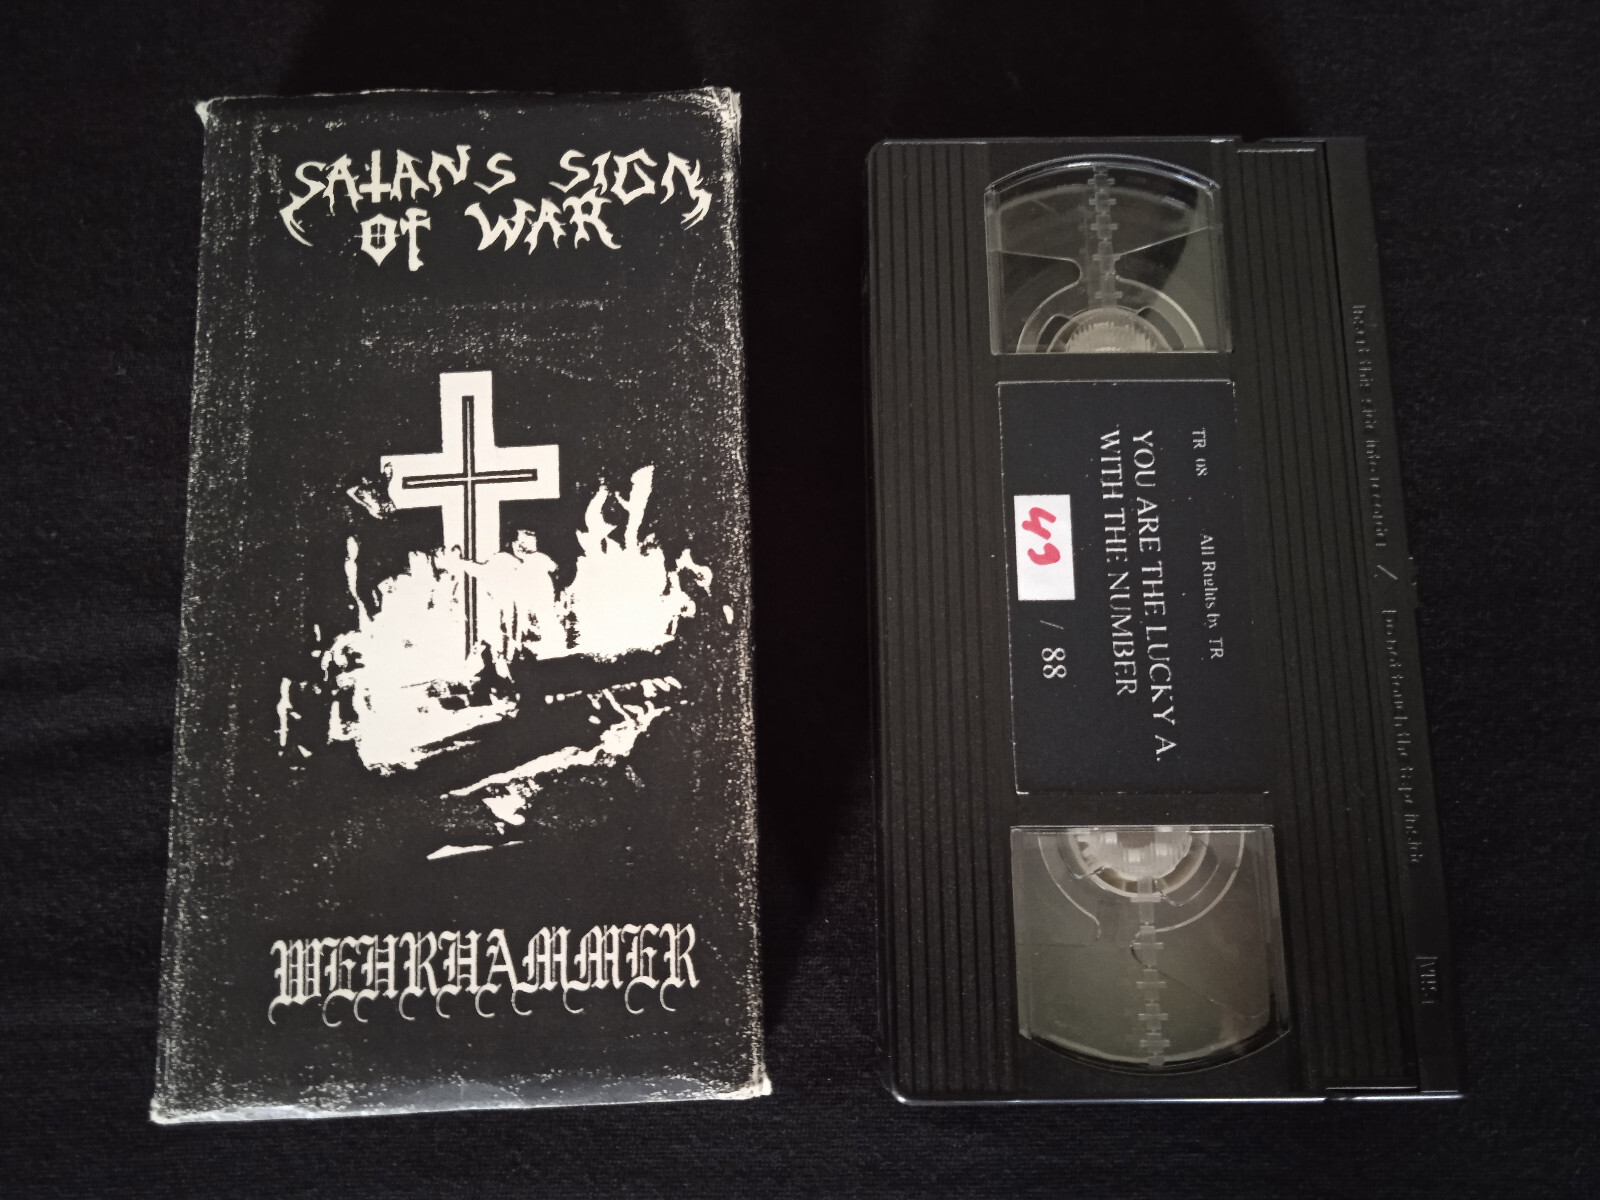 SATANS SIGN
OF WAR
WEHRHAMMER
TR 08 All Rights by TR
YOU ARE THE LUCKY A.
WITH THE NUMBER
49 / 88